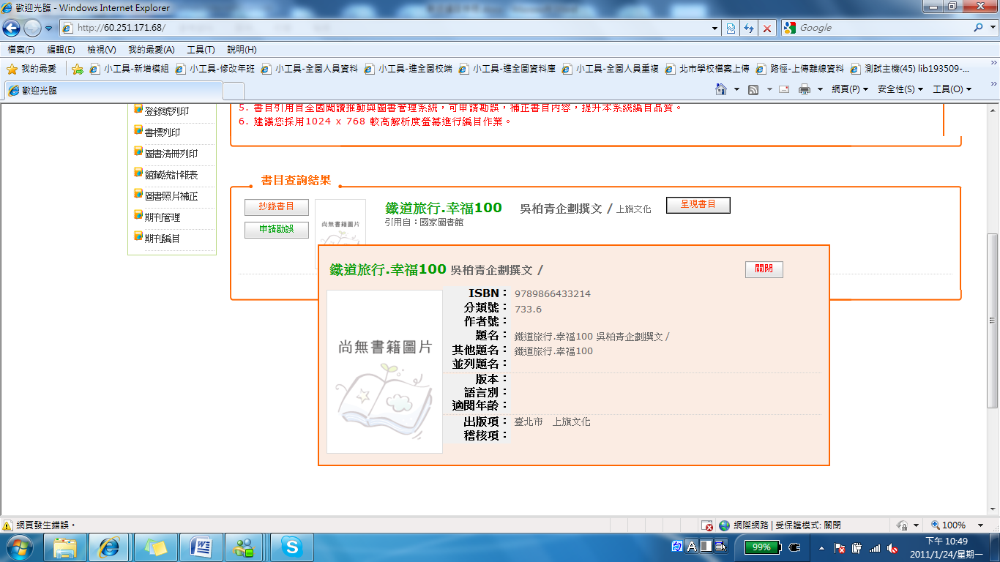 歡迎光臨 - Windows Internet Explorer
http://60.251.171.68/
Google
檔案(F) 編輯(E) 檢視(V) 我的最愛(A) 工具(T) 說明(H)
我的最愛 小工具-新增模組 小工具-修改年班 小工具-全圖人員資料 小工具-進全圖校端 小工具-進全圖資料庫 小工具-全圖人員重複 北市學校檔案上傳 路徑-上傳離線資料 測試主機(45) lib193509-...
歡迎光臨
網頁(P) 安全性(S) 工具(O)
登錄號列印
書標列印
圖書清冊列印
館藏統計報表
圖書照片補正
期刊管理
期刊編目
5. 書目引用自全國閱讀推動與圖書管理系統，可申請勘誤，補正書目內容，提升本系統編目品質。
6. 建議您採用1024 x 768 較高解析度螢幕進行編目作業。
書目查詢結果
抄錄書目
申請勘誤
尚無書籍圖片
鐵道旅行.幸福100 吳柏青企劃撰文 / 上旗文化
呈現書目
引用自：國家圖書館
鐵道旅行.幸福100 吳柏青企劃撰文 /
關閉
尚無書籍圖片
ISBN： 9789866433214
分類號： 733.6
作者號：
題名： 鐵道旅行.幸福100 吳柏青企劃撰文 /
其他題名： 鐵道旅行.幸福100
並列題名：
版本：
語言別：
適閱年齡：
出版項： 臺北市 上旗文化
稽核項：
網頁發生錯誤。
網際網路 | 受保護模式: 關閉
100%
99%
下午 10:49
2011/1/24/星期一